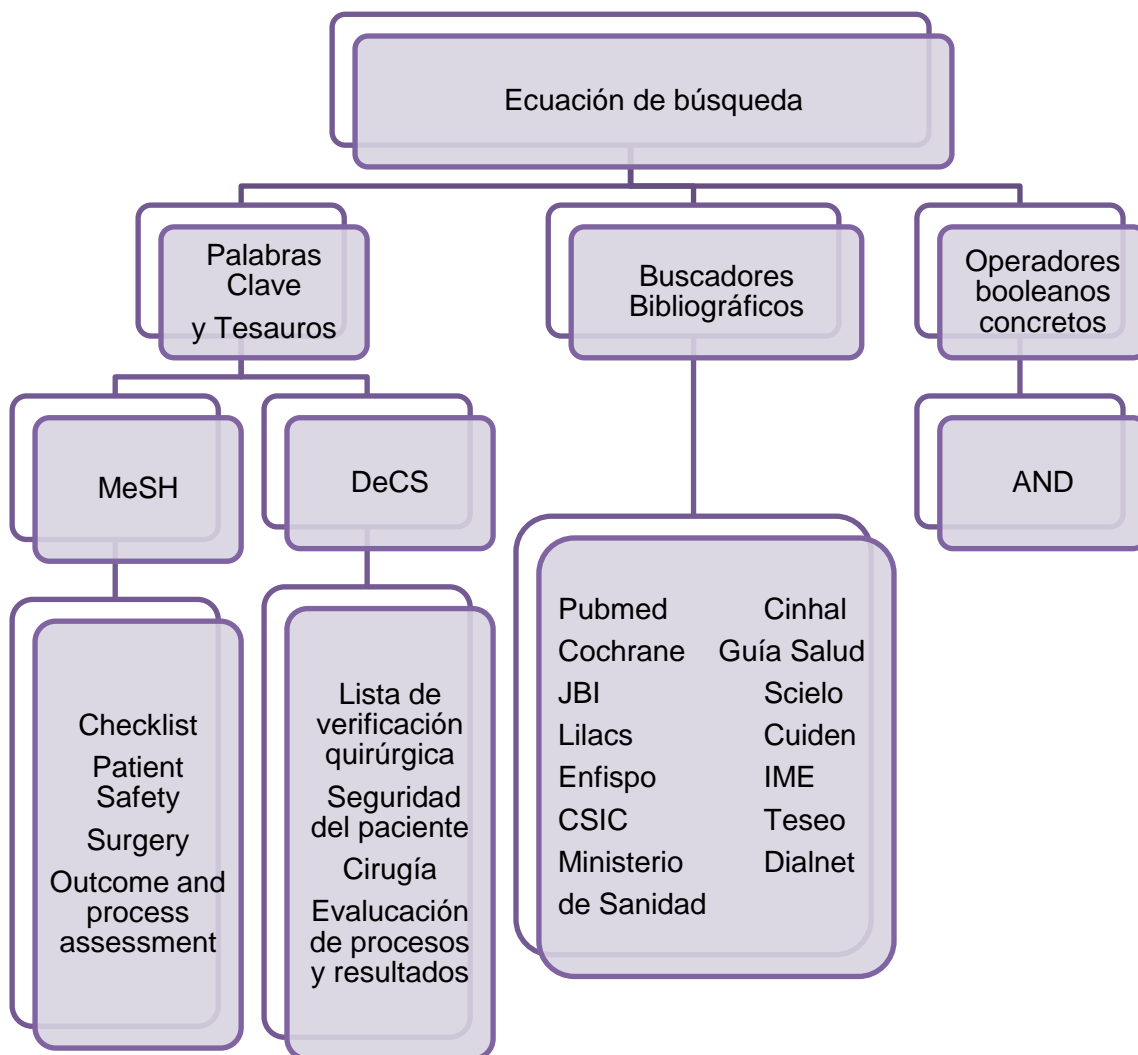 Ecuación de búsqueda
Palabras
Clave
y Tesauros
Buscadores
Bibliográficos
Operadores
booleanos
concretos
MeSH
DeCS
AND
Checklist
Patient
Safety
Surgery
Outcome and
process
assessment
Lista de
verificación
quirúrgica
Seguridad
del paciente
Cirugía
Evalucación
de procesos
y resultados
Pubmed Cinhal
Cochrane Guía Salud
JBI Scielo
Lilacs Cuiden
Enfispo IME
CSIC Teseo
Ministerio Dialnet
de Sanidad